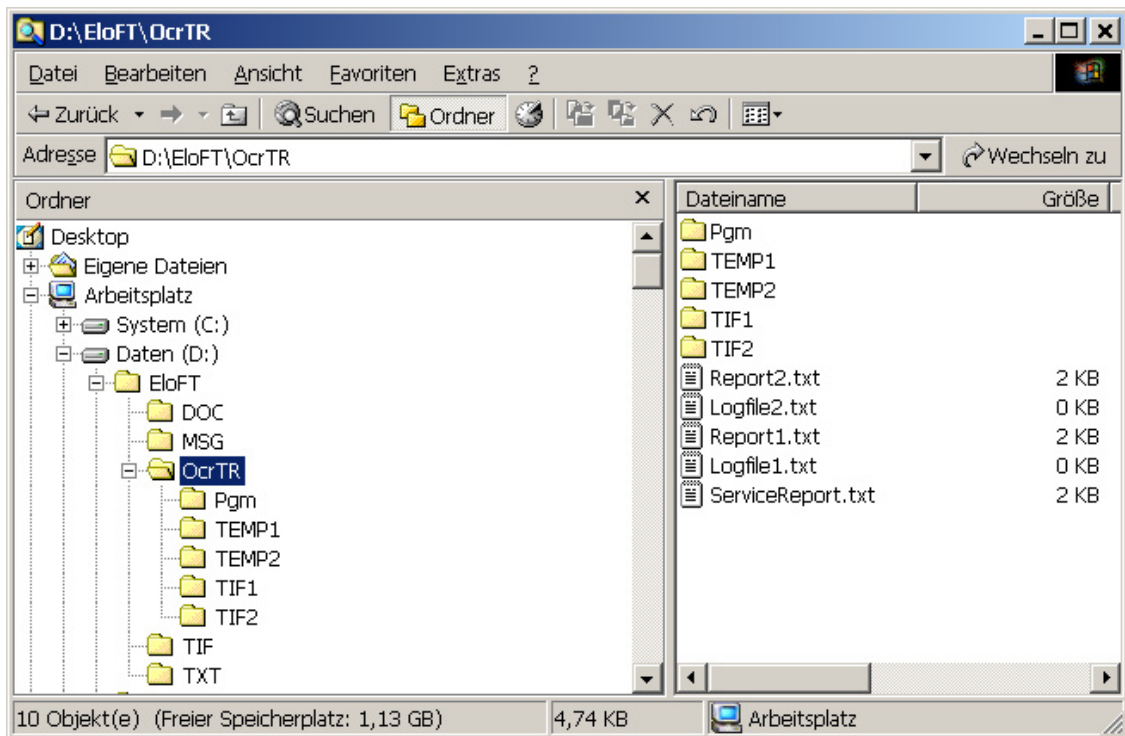 D:\EloFT\OcrTR
Datei Bearbeiten Ansicht Favoriten Extras ?
Zurück Suchen Ordner
Adresse D:\EloFT\OcrTR Wechseln zu
Ordner
Desktop
Eigene Dateien
Arbeitsplatz
System (C:)
Daten (D:)
EloFT
DOC
MSG
OcrTR
Pgm
TEMP1
TEMP2
TIF1
TIF2
TIF
TXT
Dateiname Größe
Pgm
TEMP1
TEMP2
TIF1
TIF2
Report2.txt 2 KB
Logfile2.txt 0 KB
Report1.txt 2 KB
Logfile1.txt 0 KB
ServiceReport.txt 2 KB
10 Objekt(e) (Freier Speicherplatz: 1,13 GB) 4,74 KB Arbeitsplatz